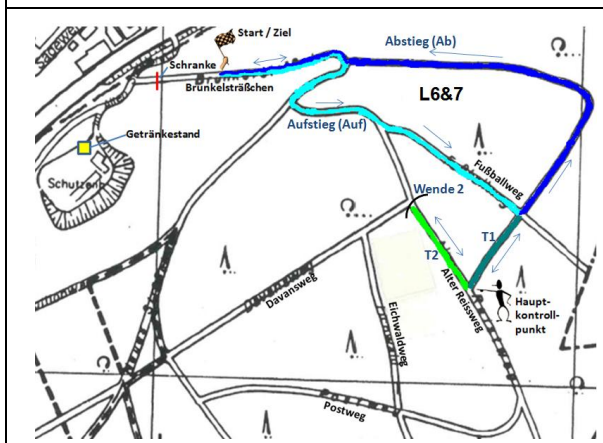 Start / Ziel
Abstieg (Ab)
Schranke
Brunkelsträßchen
L6&7
Getränkestand
Aufstieg (Auf)
Fußballweg
Wende 2
T1
T2
Haupt-
kontroll-
punkt
Davansweg
Eichwaldweg
Alter Reissweg
Postweg